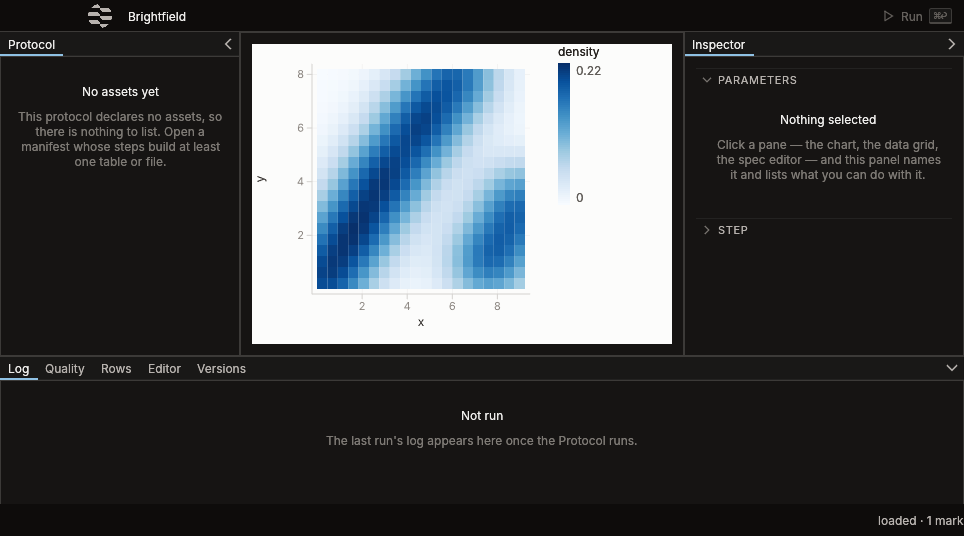 Brightfield
Run ⌘P
Protocol
No assets yet
This protocol declares no assets, so
there is nothing to list. Open a
manifest whose steps build at least
one table or file.
density
0.22
0
8
6
4
2
y
2 4 6 8
x
Inspector
PARAMETERS
Nothing selected
Click a pane — the chart, the data grid,
the spec editor — and this panel names
it and lists what you can do with it.
STEP
Log Quality Rows Editor Versions
Not run
The last run's log appears here once the Protocol runs.
loaded · 1 mark